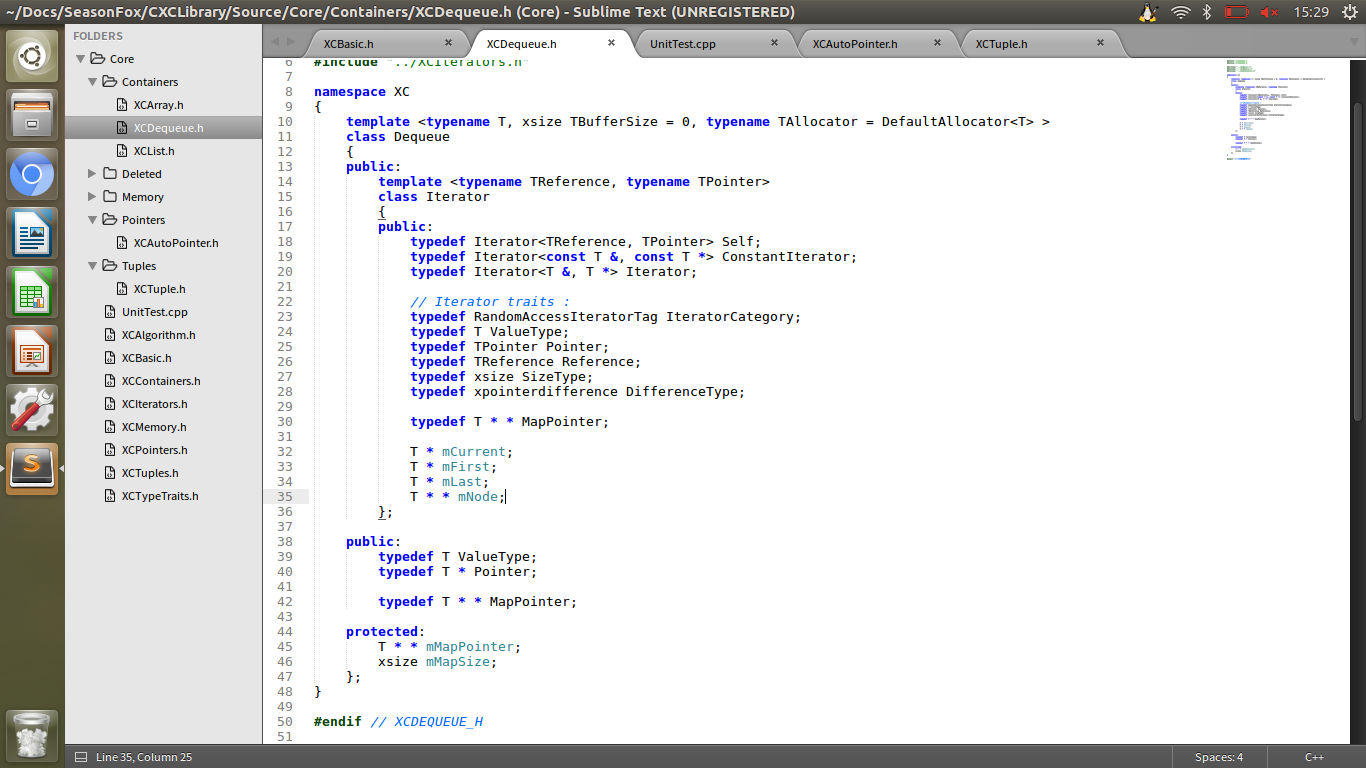 ~/Docs/SeasonFox/CXCLibrary/Source/Core/Containers/XCDequeue.h (Core) - Sublime Text (UNREGISTERED)
15:29
FOLDERS
Core
Containers
XCArray.h
XCDequeue.h
XCList.h
Deleted
Memory
Pointers
XCAutoPointer.h
Tuples
XCTuple.h
UnitTest.cpp
XCAlgorithm.h
XCBasic.h
XCContainers.h
XCIterators.h
XCMemory.h
XCPointers.h
XCTuples.h
XCTypeTraits.h
XCBasic.h × XCDequeue.h × UnitTest.cpp × XCAutoPointer.h × XCTuple.h ×
6 #include "../XCIterators.h"
7
8 namespace XC
9 {
10     template <typename T, xsize TBufferSize = 0, typename TAllocator = DefaultAllocator<T> >
11     class Dequeue
12     {
13     public:
14         template <typename TReference, typename TPointer>
15         class Iterator
16         {
17         public:
18             typedef Iterator<TReference, TPointer> Self;
19             typedef Iterator<const T &, const T *> ConstantIterator;
20             typedef Iterator<T &, T *> Iterator;
21
22             // Iterator traits :
23             typedef RandomAccessIteratorTag IteratorCategory;
24             typedef T ValueType;
25             typedef TPointer Pointer;
26             typedef TReference Reference;
27             typedef xsize SizeType;
28             typedef xpointerdifference DifferenceType;
29
30             typedef T * * MapPointer;
31
32             T * mCurrent;
33             T * mFirst;
34             T * mLast;
35             T * * mNode;
36         };
37
38     public:
39         typedef T ValueType;
40         typedef T * Pointer;
41
42         typedef T * * MapPointer;
43
44     protected:
45         T * * mMapPointer;
46         xsize mMapSize;
47     };
48 }
49
50 #endif // XCDEQUEUE_H
51
Line 35, Column 25
Spaces: 4
C++